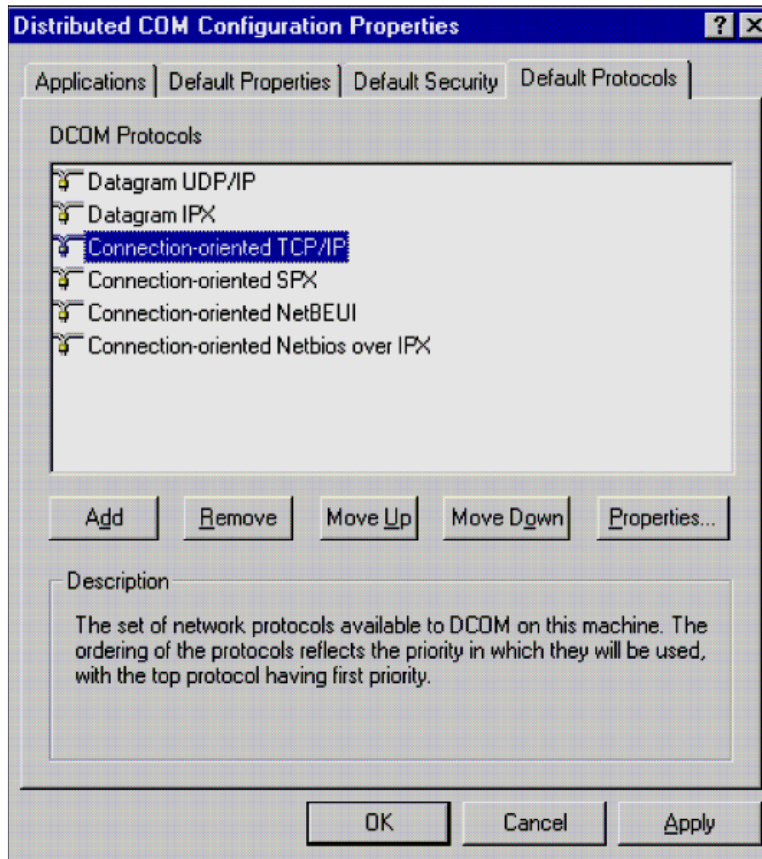 Distributed COM Configuration Properties
Applications Default Properties Default Security Default Protocols
DCOM Protocols
Datagram UDP/IP
Datagram IPX
Connection-oriented TCP/IP
Connection-oriented SPX
Connection-oriented NetBEUI
Connection-oriented Netbios over IPX
Add Remove Move Up Move Down Properties...
Description
The set of network protocols available to DCOM on this machine. The
ordering of the protocols reflects the priority in which they will be used,
with the top protocol having first priority.
OK Cancel Apply